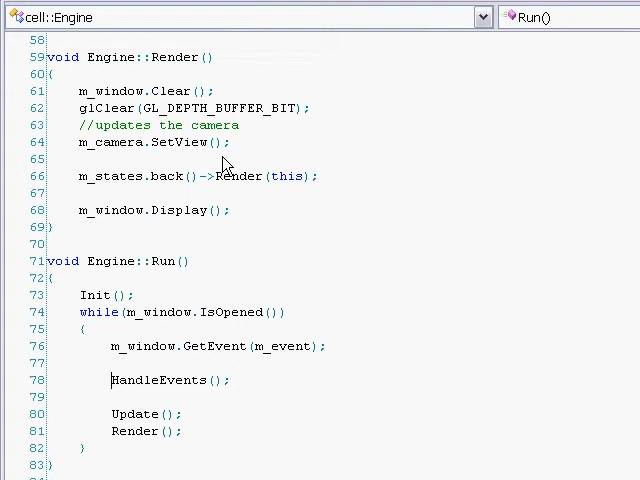 cell::Engine
Run()
58
59 void Engine::Render()
60 {
61 m_window.Clear();
62 glClear(GL_DEPTH_BUFFER_BIT);
63 //updates the camera
64 m_camera.SetView();
65
66 m_states.back()->Render(this);
67
68 m_window.Display();
69 }
70
71 void Engine::Run()
72 {
73 Init();
74 while(m_window.IsOpened())
75 {
76 m_window.GetEvent(m_event);
77
78 HandleEvents();
79
80 Update();
81 Render();
82 }
83 }